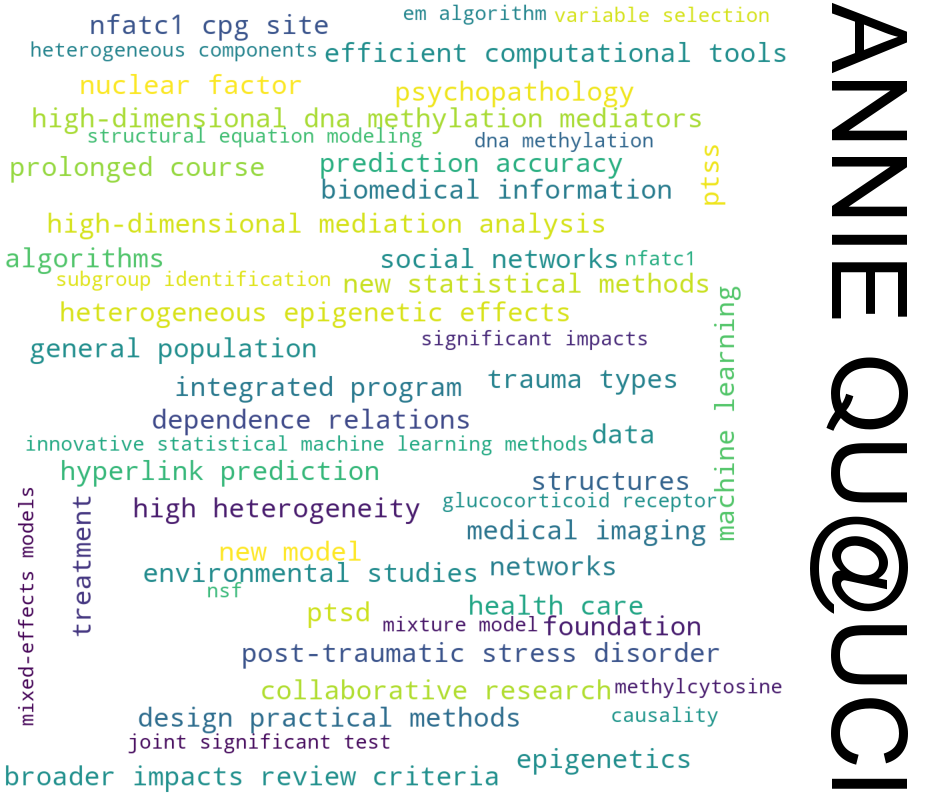 em algorithm
variable selection
nfatc1 cpg site
heterogeneous components
efficient computational tools
nuclear factor
psychopathology
high-dimensional dna methylation mediators
structural equation modeling
dna methylation
prolonged course
prediction accuracy
ptss
biomedical information
high-dimensional mediation analysis
algorithms
social networks
nfatc1
subgroup identification
new statistical methods
heterogeneous epigenetic effects
machine learning
general population
significant impacts
integrated program
trauma types
dependence relations
data
innovative statistical machine learning methods
hyperlink prediction
structures
mixed-effects models
treatment
high heterogeneity
glucocorticoid receptor
medical imaging
new model
environmental studies
networks
nsf
ptsd
health care
mixture model
foundation
post-traumatic stress disorder
collaborative research
methylcytosine
design practical methods
causality
joint significant test
epigenetics
broader impacts review criteria
ANNIE QU@UCI